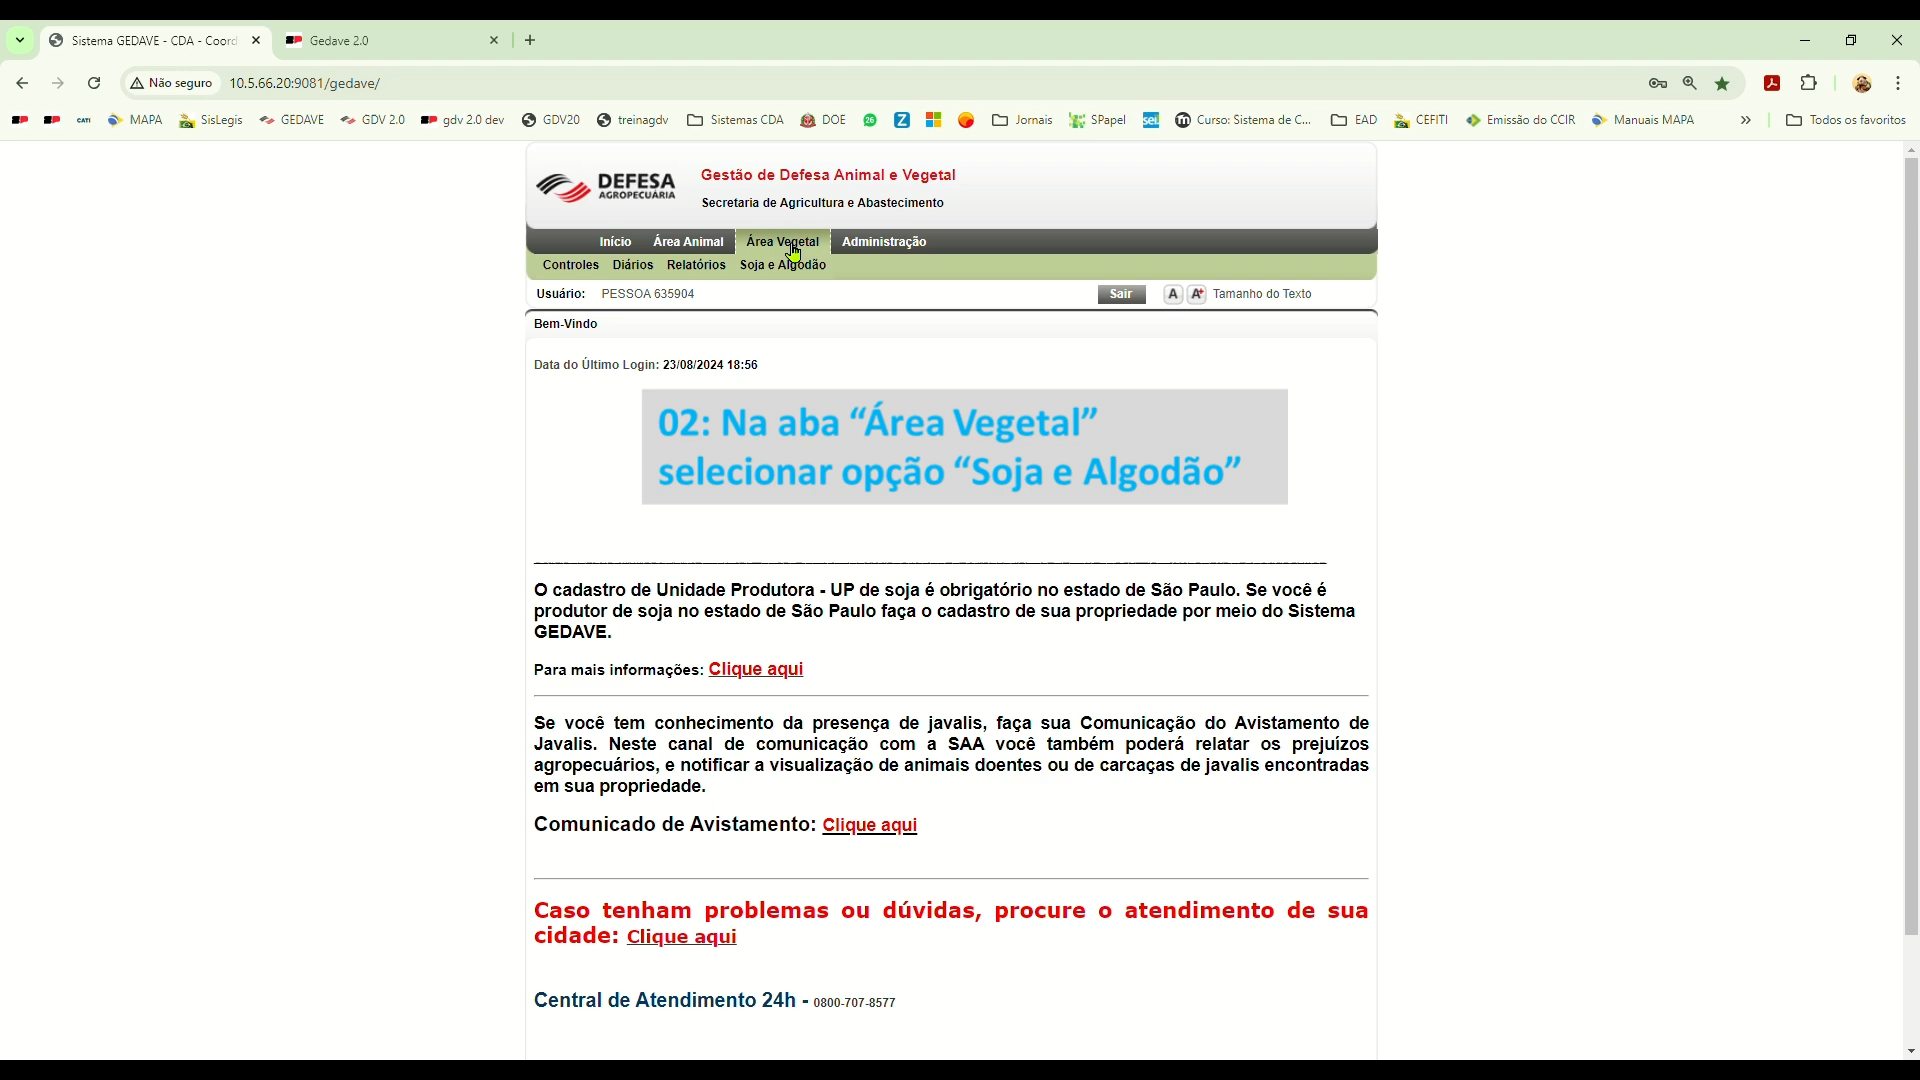 Sistema GEDAVE - CDA - Coord
Gedave 2.0
Não seguro
10.5.66.20:9081/gedave/
CATI
MAPA
SisLegis
GEDAVE
GDV 2.0
gdv 2.0 dev
GDV20
treinagdv
Sistemas CDA
DOE
26
Jornais
SPapel
sei.
Curso: Sistema de C...
EAD
CEFITI
Emissão do CCIR
Manuais MAPA
Todos os favoritos
DEFESA
AGROPECUÁRIA
Gestão de Defesa Animal e Vegetal
Secretaria de Agricultura e Abastecimento
Início Área Animal Área Vegetal Administração
Controles Diários Relatórios Soja e Algodão
Usuário: PESSOA 635904 Sair A A+ Tamanho do Texto
Bem-Vindo
Data do Último Login: 23/08/2024 18:56
02: Na aba “Área Vegetal”
selecionar opção “Soja e Algodão”
O cadastro de Unidade Produtora - UP de soja é obrigatório no estado de São Paulo. Se você é
produtor de soja no estado de São Paulo faça o cadastro de sua propriedade por meio do Sistema
GEDAVE.
Para mais informações: Clique aqui
Se você tem conhecimento da presença de javalis, faça sua Comunicação do Avistamento de
Javalis. Neste canal de comunicação com a SAA você também poderá relatar os prejuízos
agropecuários, e notificar a visualização de animais doentes ou de carcaças de javalis encontradas
em sua propriedade.
Comunicado de Avistamento: Clique aqui
Caso tenham problemas ou dúvidas, procure o atendimento de sua
cidade: Clique aqui
Central de Atendimento 24h - 0800-707-8577